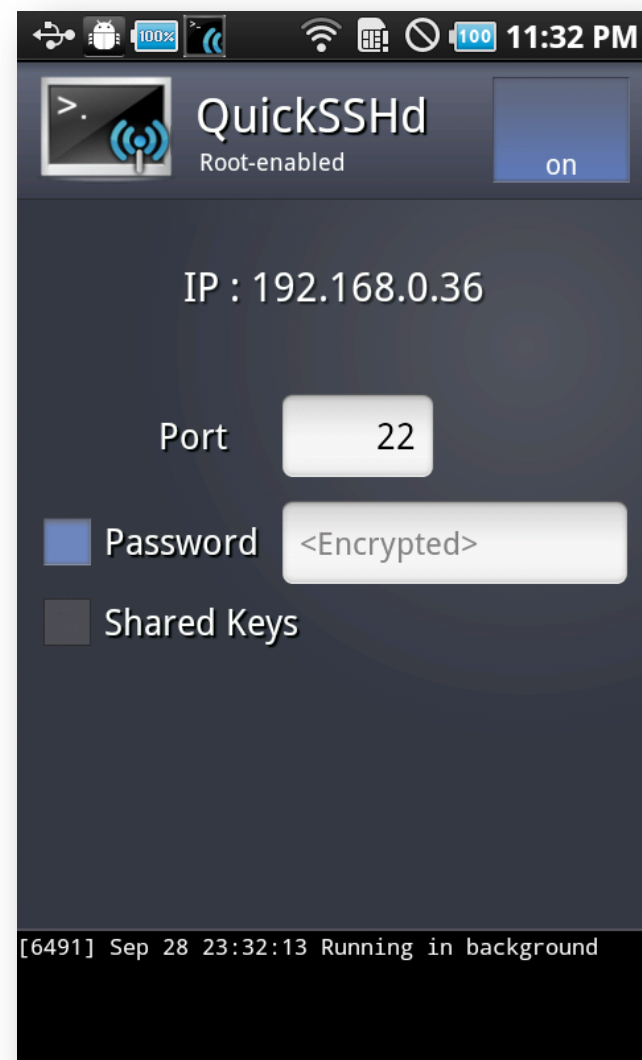 100% >- 100 11:32 PM
>. QuickSSHd
Root-enabled
on
IP : 192.168.0.36
Port 22
Password <Encrypted>
Shared Keys
[6491] Sep 28 23:32:13 Running in background